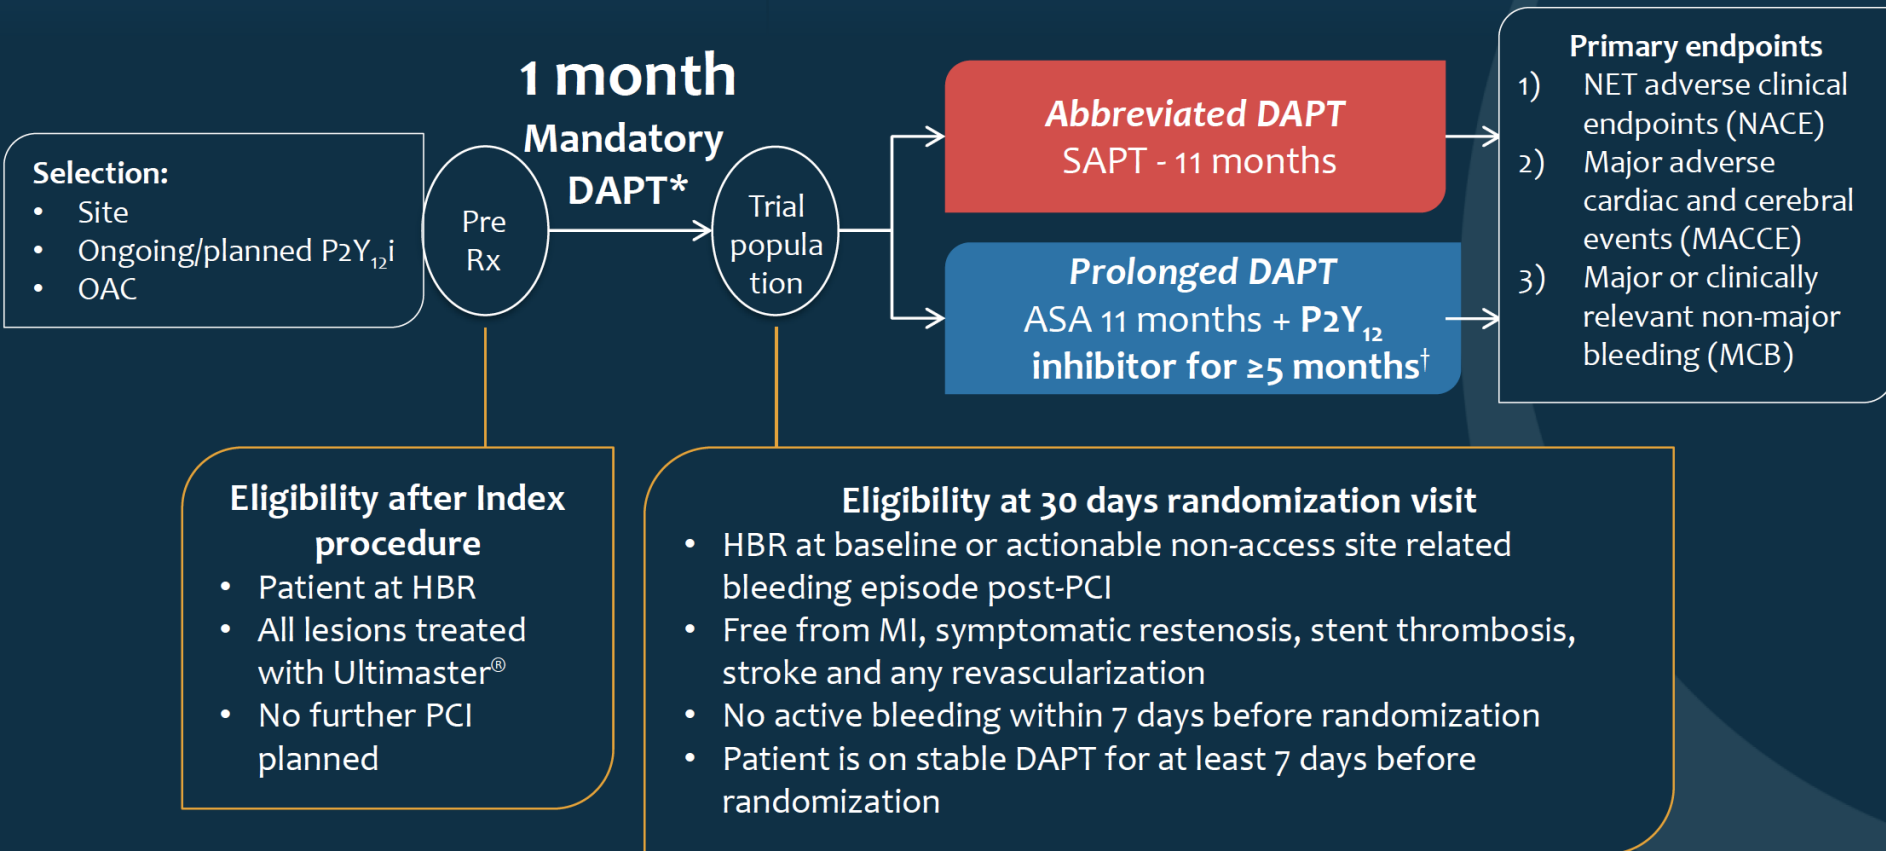 Selection:
• Site
• Ongoing/planned P2Y₁₂i
• OAC
Pre
Rx
1 month
Mandatory
DAPT*
Trial
popula
tion
Abbreviated DAPT
SAPT - 11 months
Prolonged DAPT
ASA 11 months + P2Y₁₂
inhibitor for ≥5 months†
Primary endpoints
1) NET adverse clinical
endpoints (NACE)
2) Major adverse
cardiac and cerebral
events (MACCE)
3) Major or clinically
relevant non-major
bleeding (MCB)
Eligibility after Index
procedure
• Patient at HBR
• All lesions treated
with Ultimaster®
• No further PCI
planned
Eligibility at 30 days randomization visit
• HBR at baseline or actionable non-access site related
bleeding episode post-PCI
• Free from MI, symptomatic restenosis, stent thrombosis,
stroke and any revascularization
• No active bleeding within 7 days before randomization
• Patient is on stable DAPT for at least 7 days before
randomization